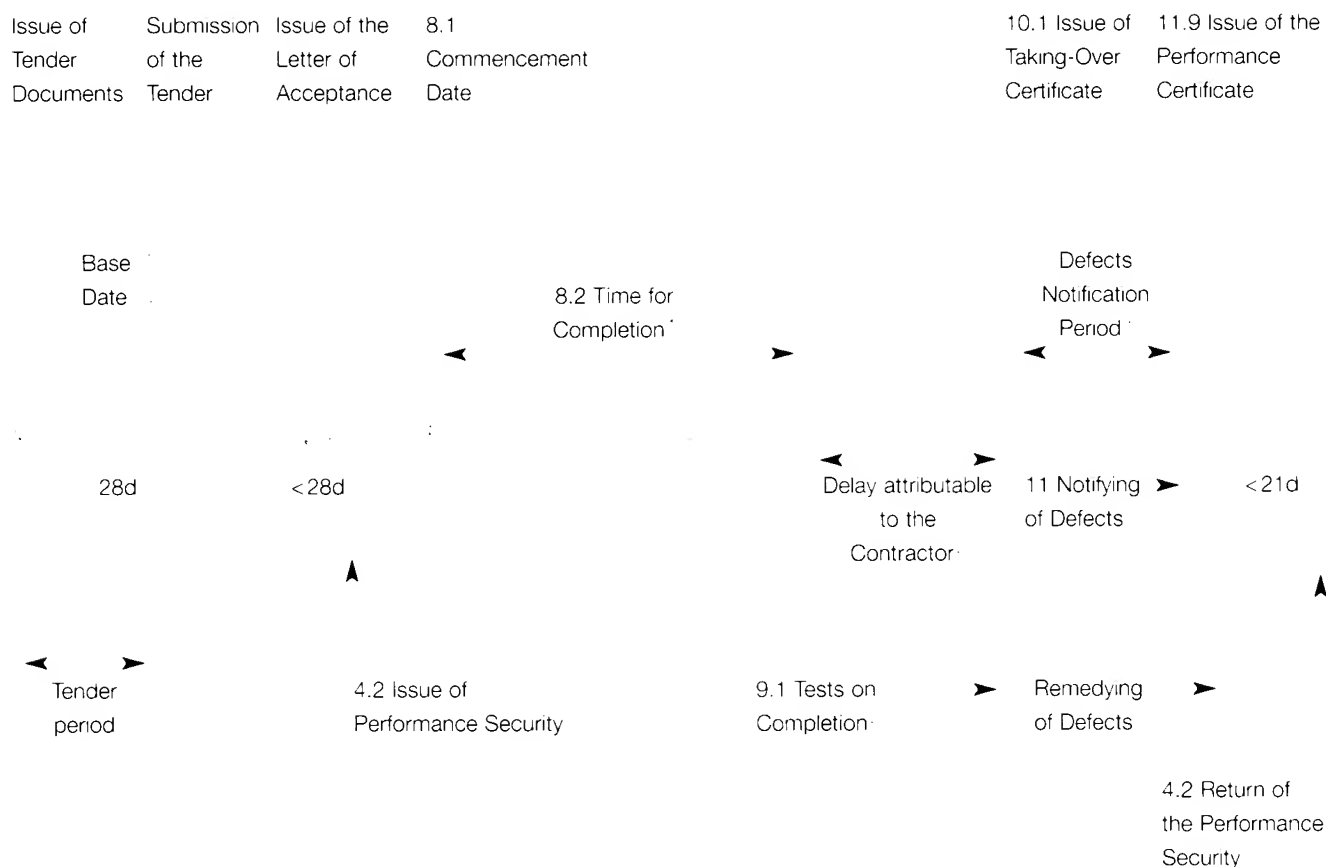 Issue of
Tender
Documents
Submission
of the
Tender
Issue of the
Letter of
Acceptance
8.1
Commencement
Date
10.1 Issue of
Taking-Over
Certificate
11.9 Issue of the
Performance
Certificate
Base
Date
8.2 Time for
Completion
Defects
Notification
Period
28d
<28d
Delay attributable
to the
Contractor
11 Notifying
of Defects
<21d
Tender
period
4.2 Issue of
Performance Security
9.1 Tests on
Completion
Remedying
of Defects
4.2 Return of
the Performance
Security